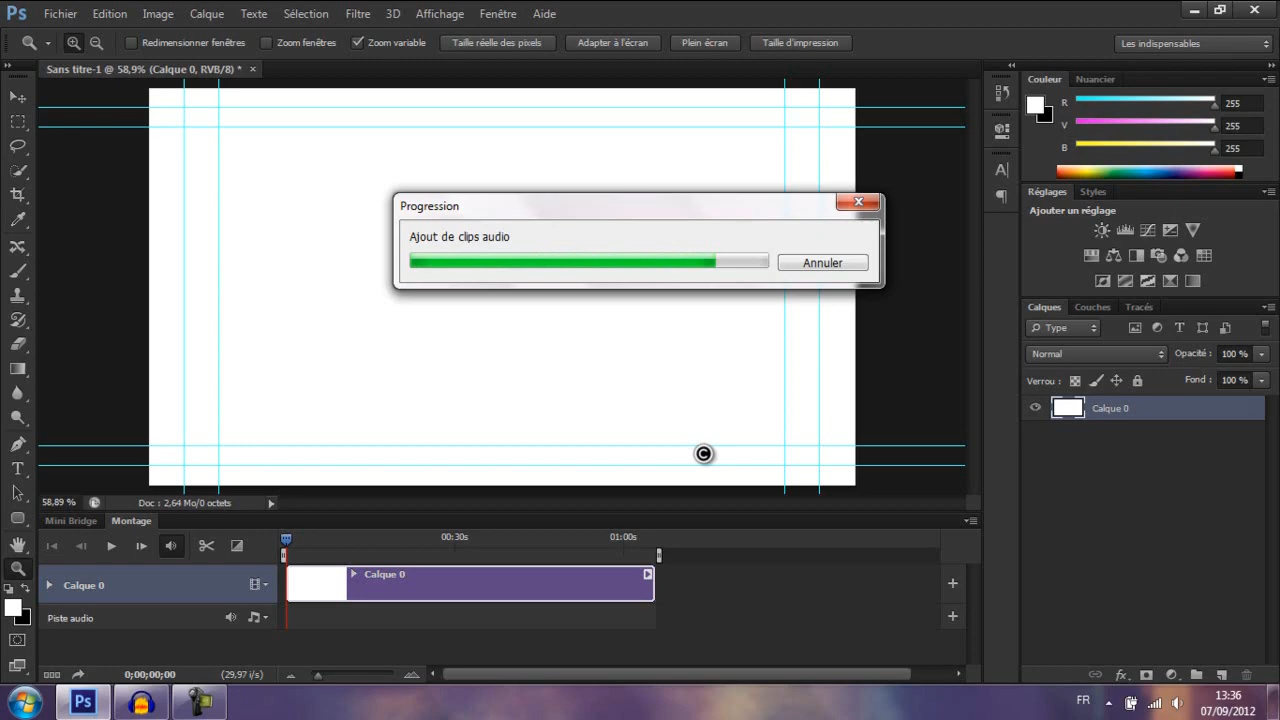 Ps Fichier Edition Image Calque Texte Sélection Filtre 3D Affichage Fenêtre Aide
Redimensionner fenêtres Zoom fenêtres Zoom variable Taille réelle des pixels Adapter à l'écran Plein écran Taille d'impression Les indispensables
Sans titre-1 @ 58,9% (Calque 0, RVB/8) * ×
Couleur Nuancier
R 255
V 255
B 255
Réglages Styles
Ajouter un réglage
Progression
Ajout de clips audio
Annuler
Calques Couches Tracés
Type
Normal Opacité : 100 %
Verrou : Fond : 100 %
Calque 0
58,89 % Doc : 2,64 Mo/0 octets
Mini Bridge Montage
00:30s 01:00s
Calque 0 Calque 0
Piste audio
0;00;00;00 (29,97 i/s)
Ps FR 13:36
07/09/2012